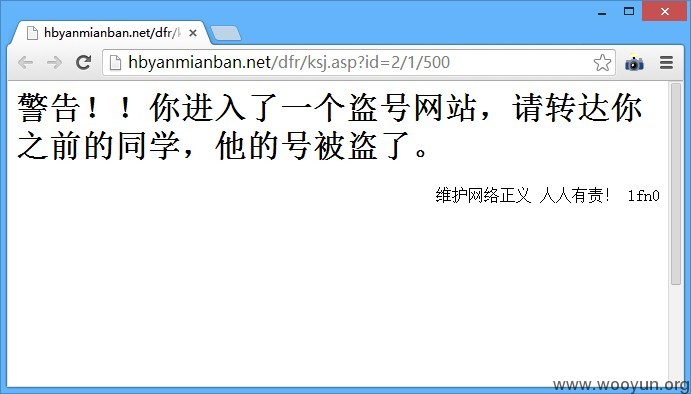 hbyanmianban.net/dfr/k
hbyanmianban.net/dfr/ksj.asp?id=2/1/500
警告！！你进入了一个盗号网站，请转达你
之前的同学，他的号被盗了。
维护网络正义 人人有责! 1fn0
www.wooyun.org